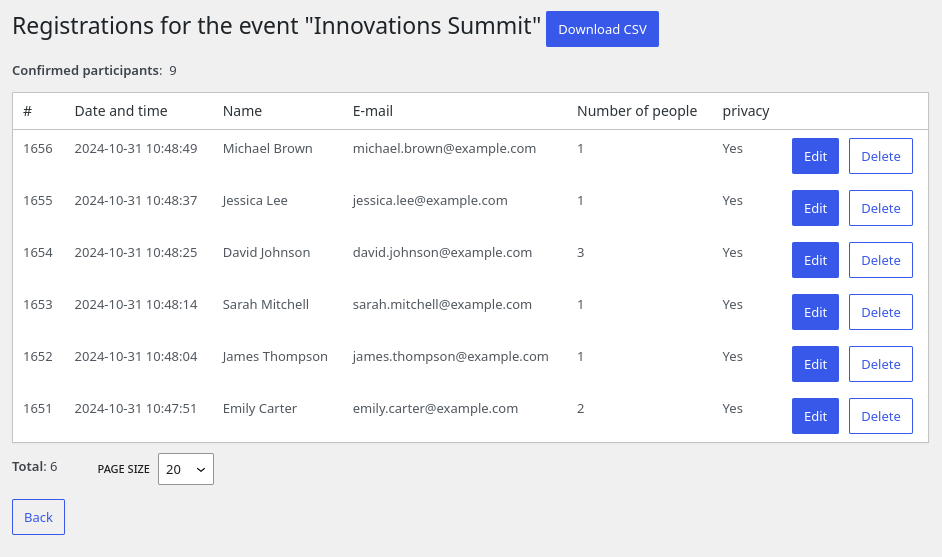 Registrations for the event "Innovations Summit" Download CSV
Confirmed participants: 9
# Date and time Name E-mail Number of people privacy
1656 2024-10-31 10:48:49 Michael Brown michael.brown@example.com 1 Yes Edit Delete
1655 2024-10-31 10:48:37 Jessica Lee jessica.lee@example.com 1 Yes Edit Delete
1654 2024-10-31 10:48:25 David Johnson david.johnson@example.com 3 Yes Edit Delete
1653 2024-10-31 10:48:14 Sarah Mitchell sarah.mitchell@example.com 1 Yes Edit Delete
1652 2024-10-31 10:48:04 James Thompson james.thompson@example.com 1 Yes Edit Delete
1651 2024-10-31 10:47:51 Emily Carter emily.carter@example.com 2 Yes Edit Delete
Total: 6 PAGE SIZE 20
Back